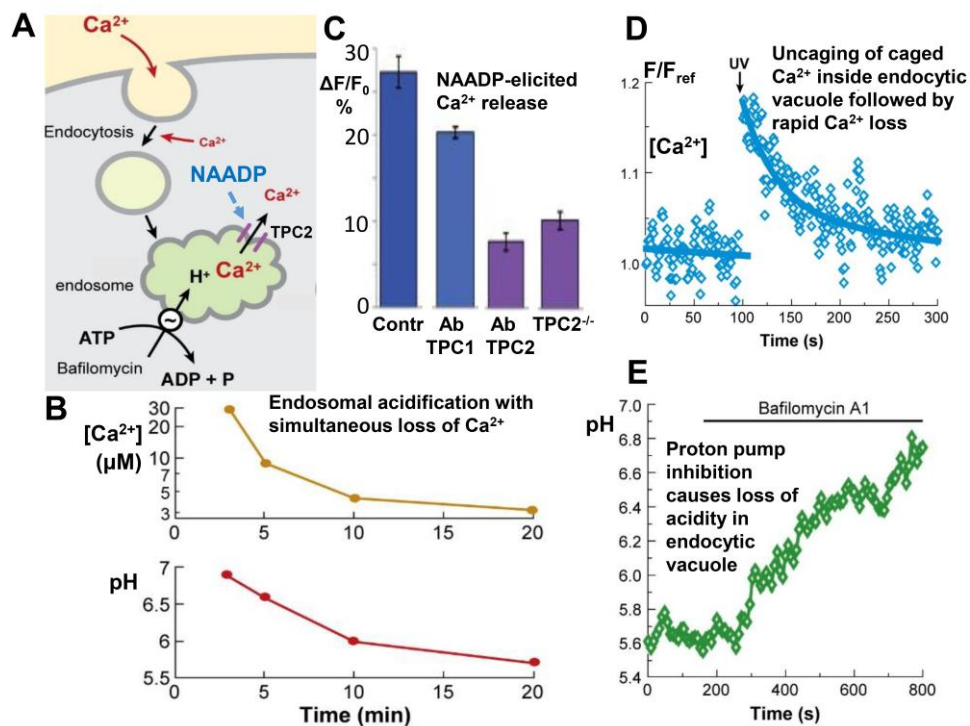 A
Ca²⁺
Endocytosis
Ca²⁺
NAADP
Ca²⁺
TPC2
H⁺
Ca²⁺
endosome
~
ATP
Bafilomycin
ADP + P
B
Endosomal acidification with
simultaneous loss of Ca²⁺
[Ca²⁺]
(µM)
30
20
10
7
5
3
0 5 10 15 20
pH
7
6.5
6
5.5
0 5 10 15 20
Time (min)
C
30
ΔF/F₀
%
NAADP-elicited
Ca²⁺ release
20
10
0
Contr Ab Ab TPC2⁻/⁻
TPC1 TPC2
D
F/Fref
UV
Uncaging of caged
Ca²⁺ inside endocytic
vacuole followed by
rapid Ca²⁺ loss
[Ca²⁺]
1.2
1.1
1.0
0 50 100 150 200 250 300
Time (s)
E
pH
7.0
6.8
6.6
6.4
6.2
6.0
5.8
5.6
5.4
Bafilomycin A1
Proton pump
inhibition
causes loss of
acidity in
endocytic
vacuole
0 200 400 600 800
Time (s)